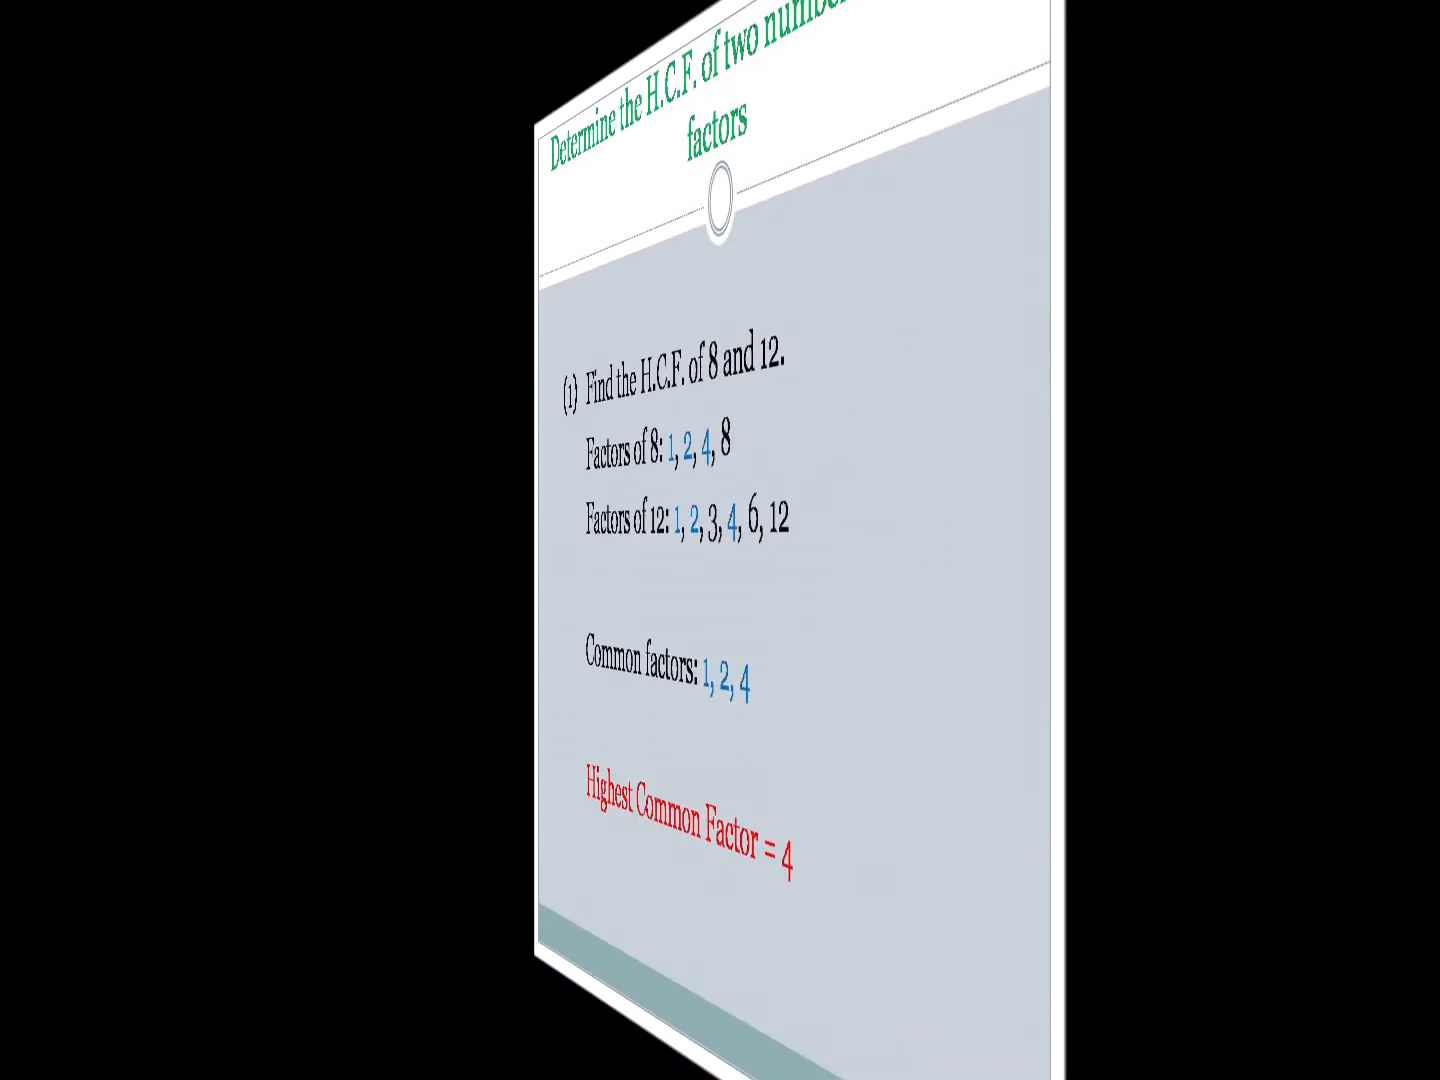 Determine the H.C.F. of two
factors
(1) Find the H.C.F. of 8 and 12.
Factors of 8: 1, 2, 4, 8
Factors of 12: 1, 2, 3, 4, 6, 12
Common factors: 1, 2, 4
Highest Common Factor = 4